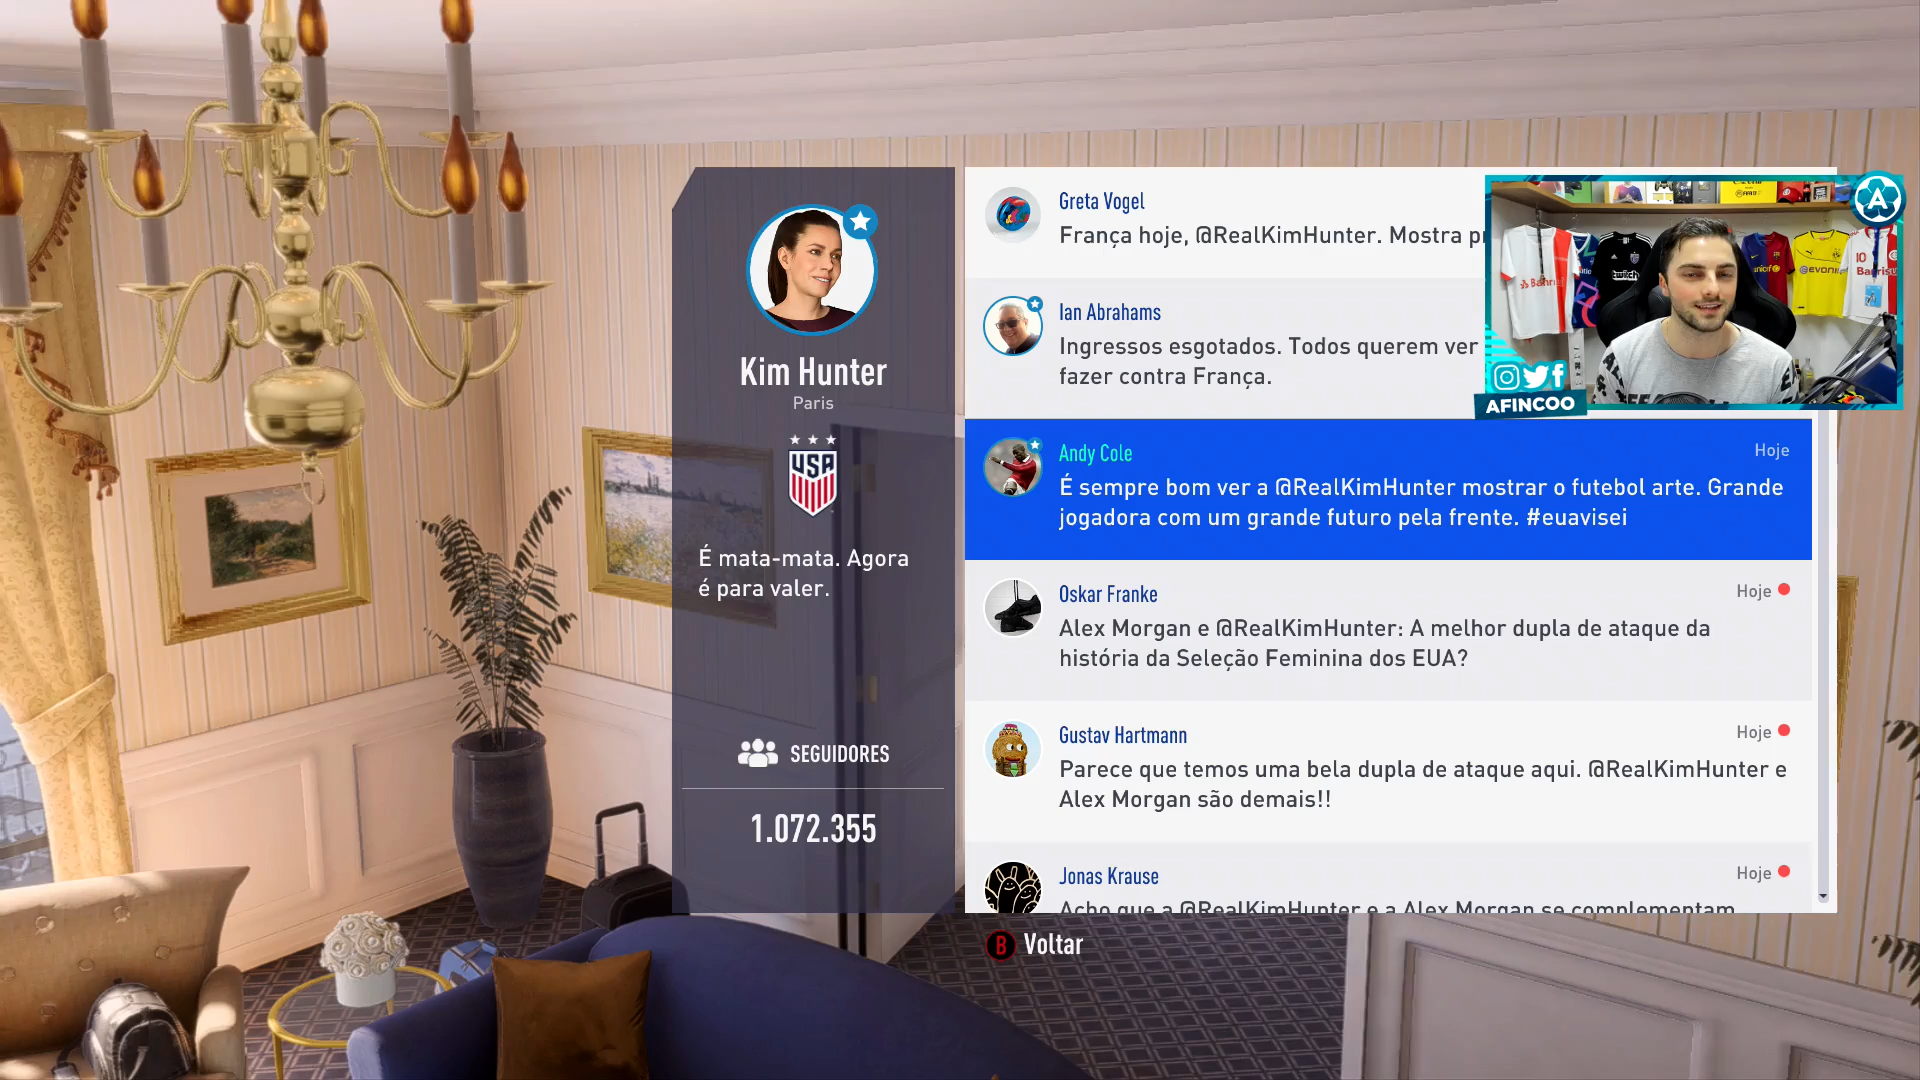 Kim Hunter
Paris
USA
É mata-mata. Agora
é para valer.
SEGUIDORES
1.072.355
Greta Vogel
França hoje, @RealKimHunter. Mostra
Ian Abrahams
Ingressos esgotados. Todos querem ver
fazer contra França.
Andy Cole
Hoje
É sempre bom ver a @RealKimHunter mostrar o futebol arte. Grande
jogadora com um grande futuro pela frente. #euavisei
Oskar Franke
Hoje
Alex Morgan e @RealKimHunter: A melhor dupla de ataque da
história da Seleção Feminina dos EUA?
Gustav Hartmann
Hoje
Parece que temos uma bela dupla de ataque aqui. @RealKimHunter e
Alex Morgan são demais!!
Jonas Krause
Hoje
Acho que a @RealKimHunter e a Alex Morgan se complementam
B Voltar
A
twitch
EVONI
10
AFINCOO